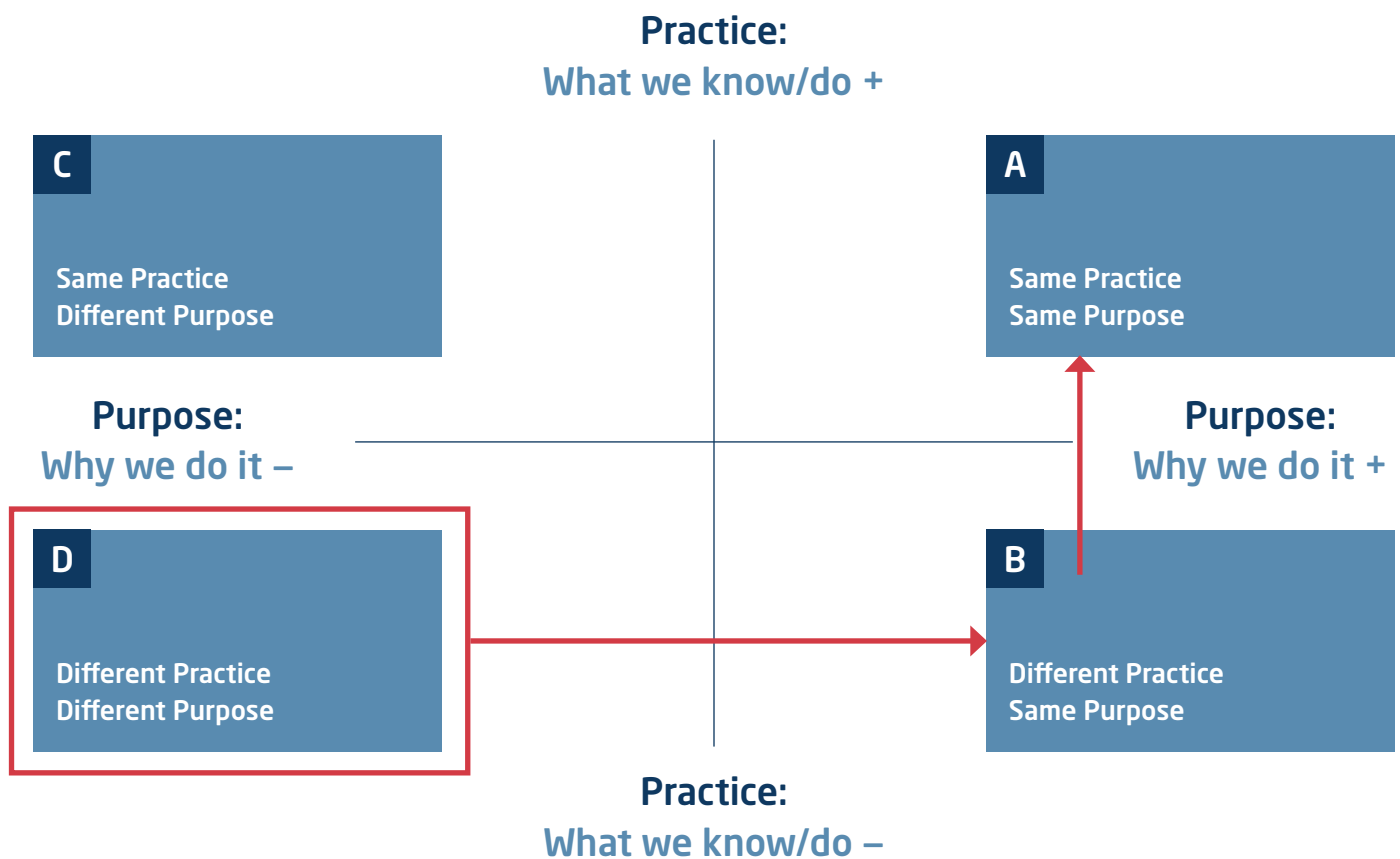 Practice:
What we know/do +
C
Same Practice
Different Purpose
A
Same Practice
Same Purpose
Purpose:
Why we do it –
Purpose:
Why we do it +
D
Different Practice
Different Purpose
B
Different Practice
Same Purpose
Practice:
What we know/do –